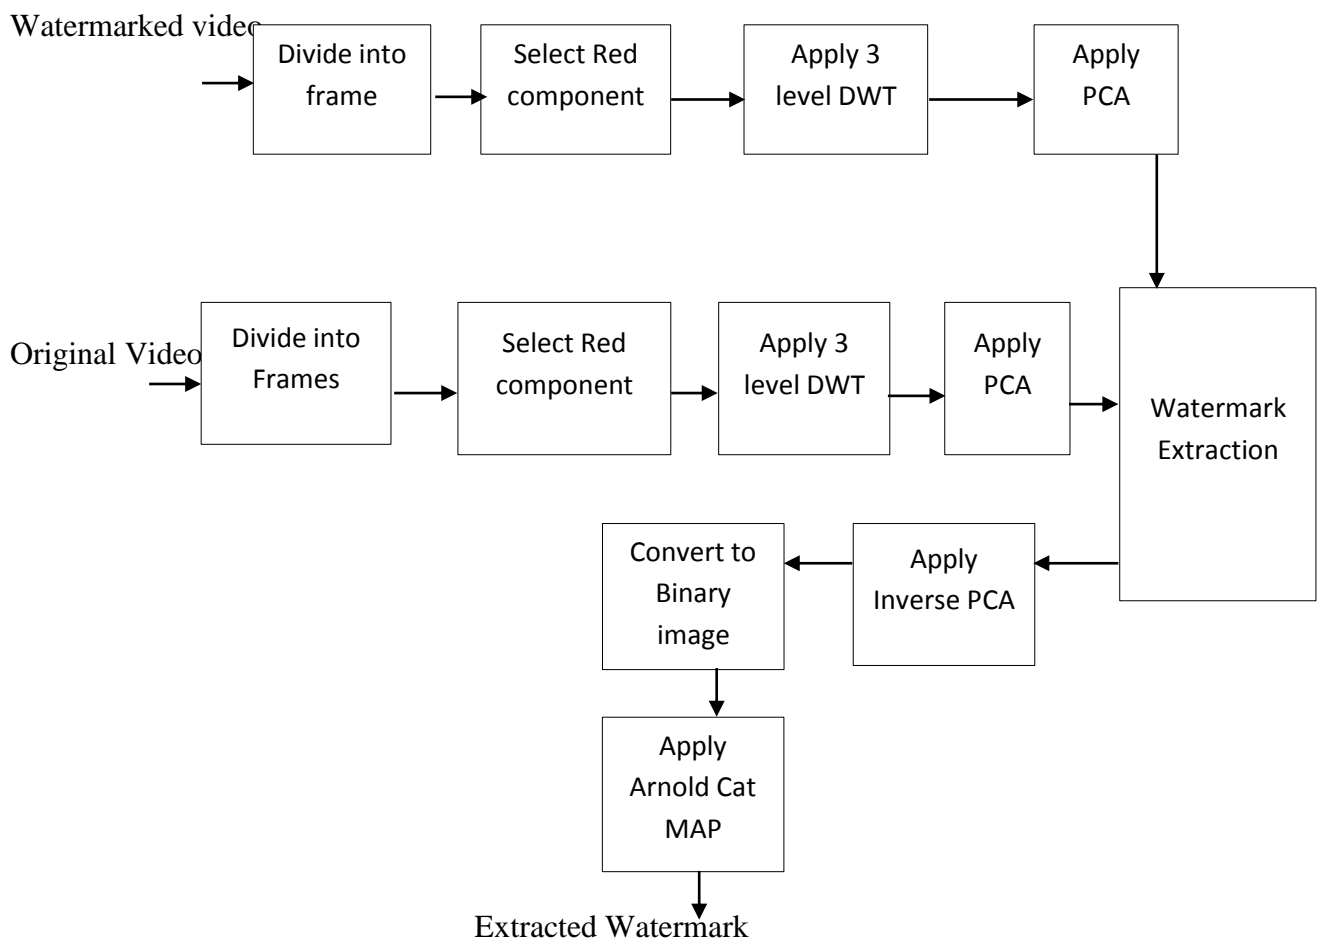 Watermarked video
Divide into
frame
Select Red
component
Apply 3
level DWT
Apply
PCA
Original Video
Divide into
Frames
Select Red
component
Apply 3
level DWT
Apply
PCA
Watermark
Extraction
Apply
Inverse PCA
Convert to
Binary
image
Apply
Arnold Cat
MAP
Extracted Watermark